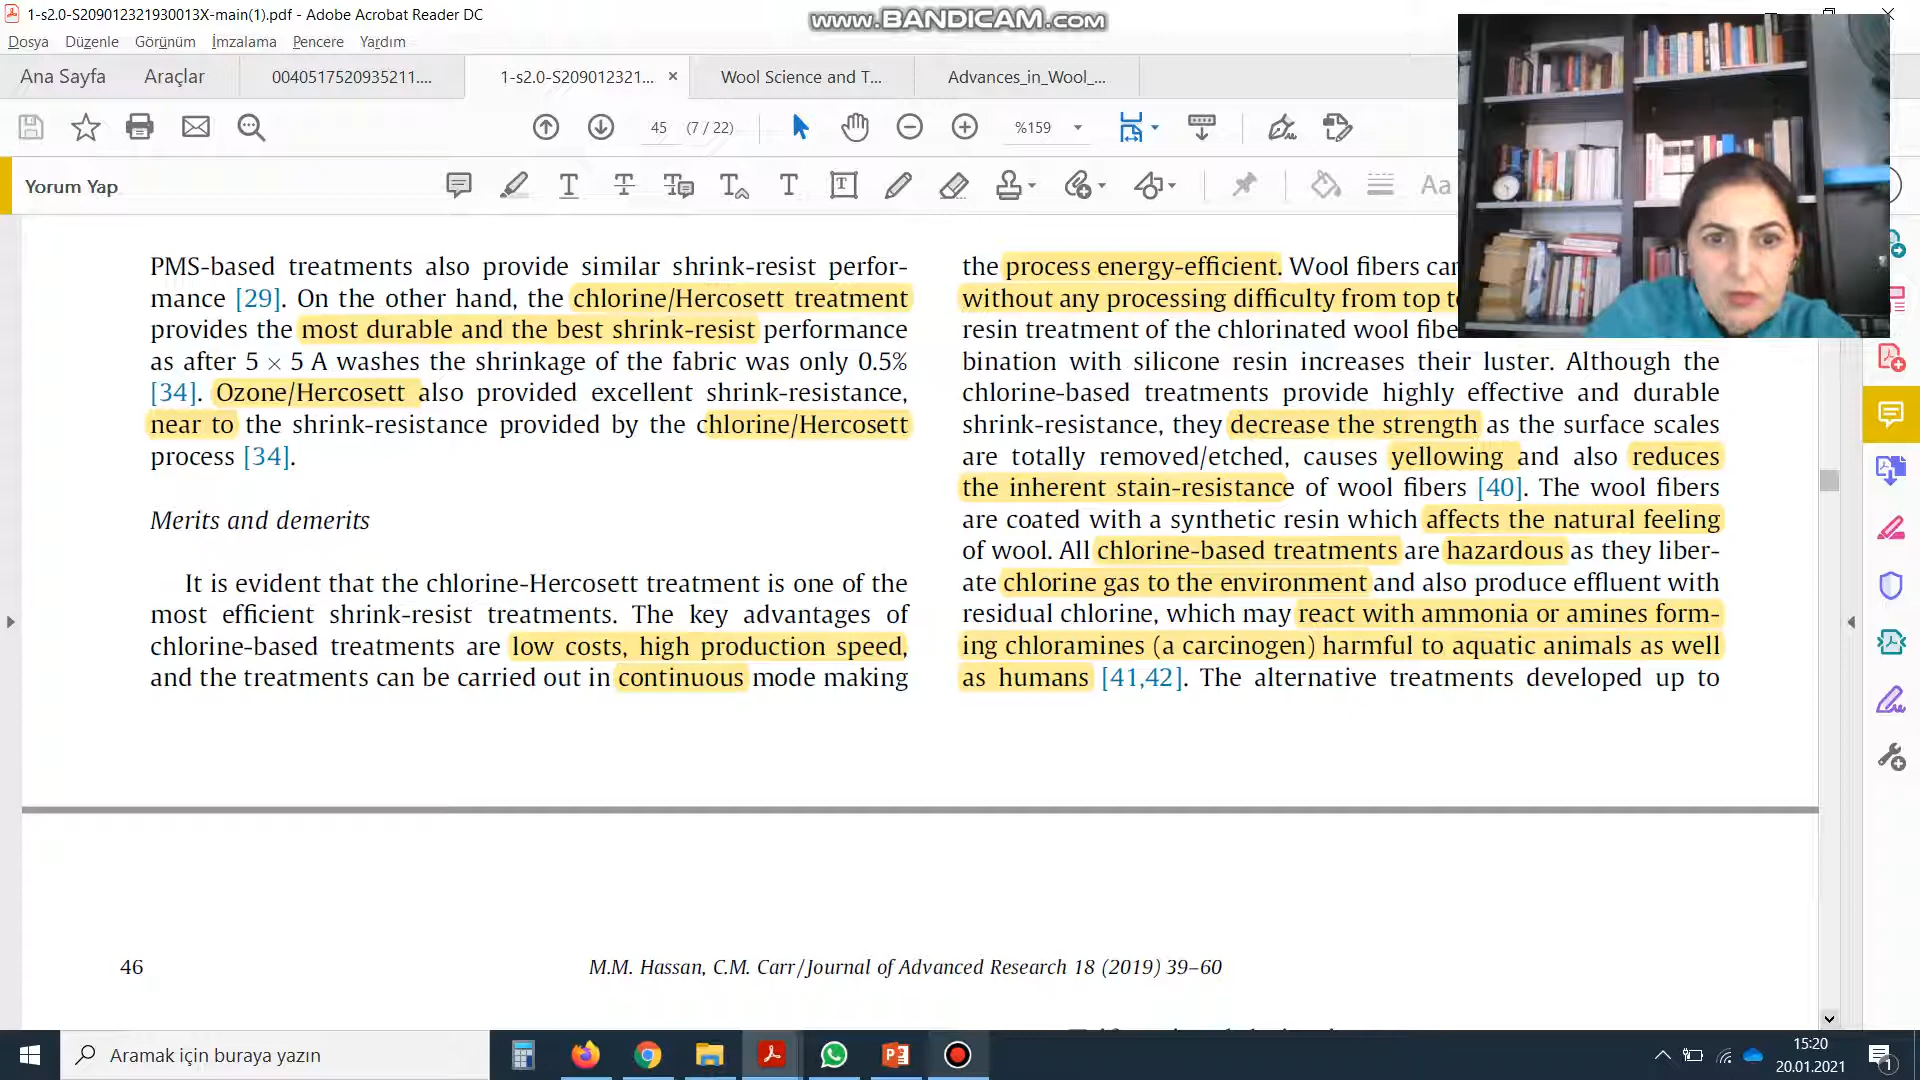 1-s2.0-S209012321930013X-main(1).pdf - Adobe Acrobat Reader DC
www.BANDICAM.com
Dosya Düzenle Görünüm İmzalama Pencere Yardım
Ana Sayfa Araçlar 0040517520935211.... 1-s2.0-S209012321... × Wool Science and T... Advances_in_Wool_...
45 (7 / 22) %159
Yorum Yap
PMS-based treatments also provide similar shrink-resist perfor-
mance [29]. On the other hand, the chlorine/Hercosett treatment
provides the most durable and the best shrink-resist performance
as after 5 × 5 A washes the shrinkage of the fabric was only 0.5%
[34]. Ozone/Hercosett also provided excellent shrink-resistance,
near to the shrink-resistance provided by the chlorine/Hercosett
process [34].
Merits and demerits
It is evident that the chlorine-Hercosett treatment is one of the
most efficient shrink-resist treatments. The key advantages of
chlorine-based treatments are low costs, high production speed,
and the treatments can be carried out in continuous mode making
the process energy-efficient. Wool fibers can
without any processing difficulty from top to
resin treatment of the chlorinated wool fibe
bination with silicone resin increases their luster. Although the
chlorine-based treatments provide highly effective and durable
shrink-resistance, they decrease the strength as the surface scales
are totally removed/etched, causes yellowing and also reduces
the inherent stain-resistance of wool fibers [40]. The wool fibers
are coated with a synthetic resin which affects the natural feeling
of wool. All chlorine-based treatments are hazardous as they liber-
ate chlorine gas to the environment and also produce effluent with
residual chlorine, which may react with ammonia or amines form-
ing chloramines (a carcinogen) harmful to aquatic animals as well
as humans [41,42]. The alternative treatments developed up to
46 M.M. Hassan, C.M. Carr/Journal of Advanced Research 18 (2019) 39–60
Aramak için buraya yazın
15:20
20.01.2021
1